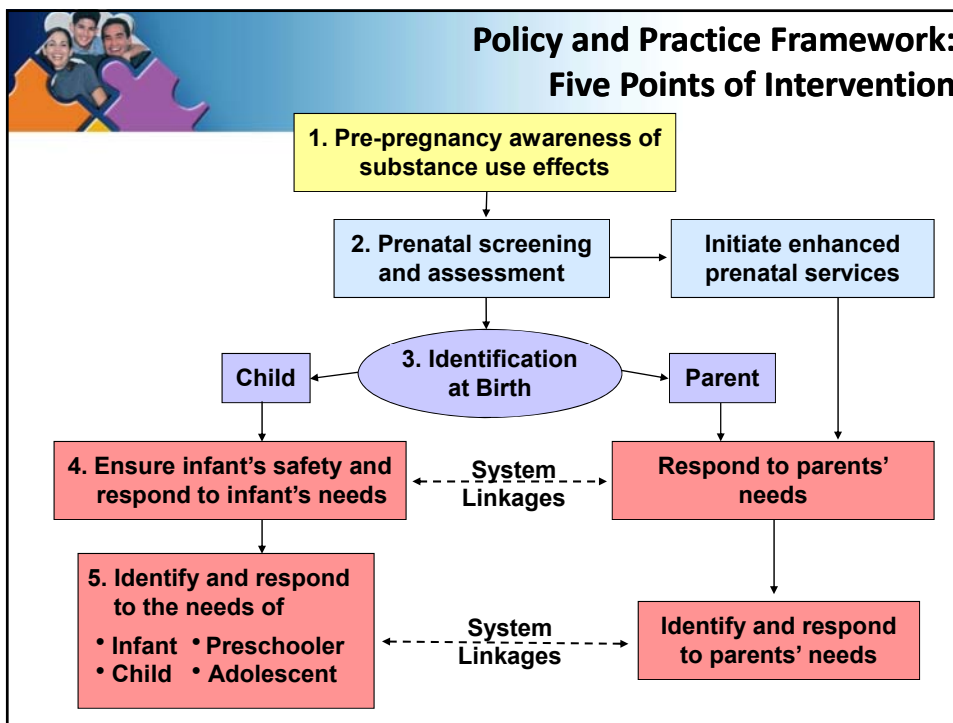 Policy and Practice Framework:
Five Points of Intervention
1. Pre-pregnancy awareness of
substance use effects
2. Prenatal screening
and assessment
Initiate enhanced
prenatal services
3. Identification
at Birth
Child
Parent
4. Ensure infant’s safety and
respond to infant’s needs
System
Linkages
Respond to parents’
needs
5. Identify and respond
to the needs of
• Infant • Preschooler
• Child • Adolescent
System
Linkages
Identify and respond
to parents’ needs